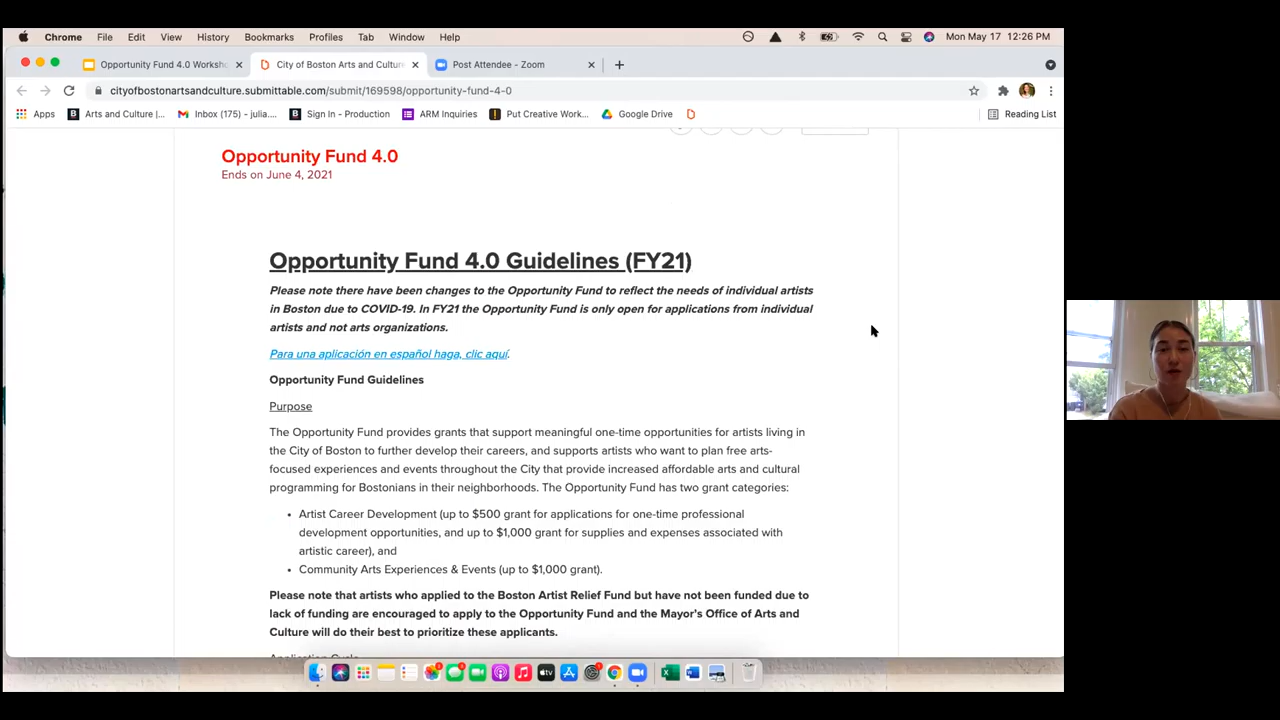 Chrome File Edit View History Bookmarks Profiles Tab Window Help Mon May 17 12:26 PM
Opportunity Fund 4.0 Worksho City of Boston Arts and Culture Post Attendee - Zoom
cityofbostonartsandculture.submittable.com/submit/169598/opportunity-fund-4-0
Apps Arts and Culture |... Inbox (175) - julia.... Sign In - Production ARM Inquiries Put Creative Work... Google Drive Reading List
Opportunity Fund 4.0
Ends on June 4, 2021
Opportunity Fund 4.0 Guidelines (FY21)
Please note there have been changes to the Opportunity Fund to reflect the needs of individual artists
in Boston due to COVID-19. In FY21 the Opportunity Fund is only open for applications from individual
artists and not arts organizations.
Para una aplicación en español haga, clic aquí.
Opportunity Fund Guidelines
Purpose
The Opportunity Fund provides grants that support meaningful one-time opportunities for artists living in
the City of Boston to further develop their careers, and supports artists who want to plan free arts-
focused experiences and events throughout the City that provide increased affordable arts and cultural
programming for Bostonians in their neighborhoods. The Opportunity Fund has two grant categories:
• Artist Career Development (up to $500 grant for applications for one-time professional
development opportunities, and up to $1,000 grant for supplies and expenses associated with
artistic career), and
• Community Arts Experiences & Events (up to $1,000 grant).
Please note that artists who applied to the Boston Artist Relief Fund but have not been funded due to
lack of funding are encouraged to apply to the Opportunity Fund and the Mayor's Office of Arts and
Culture will do their best to prioritize these applicants.
Application Cycle